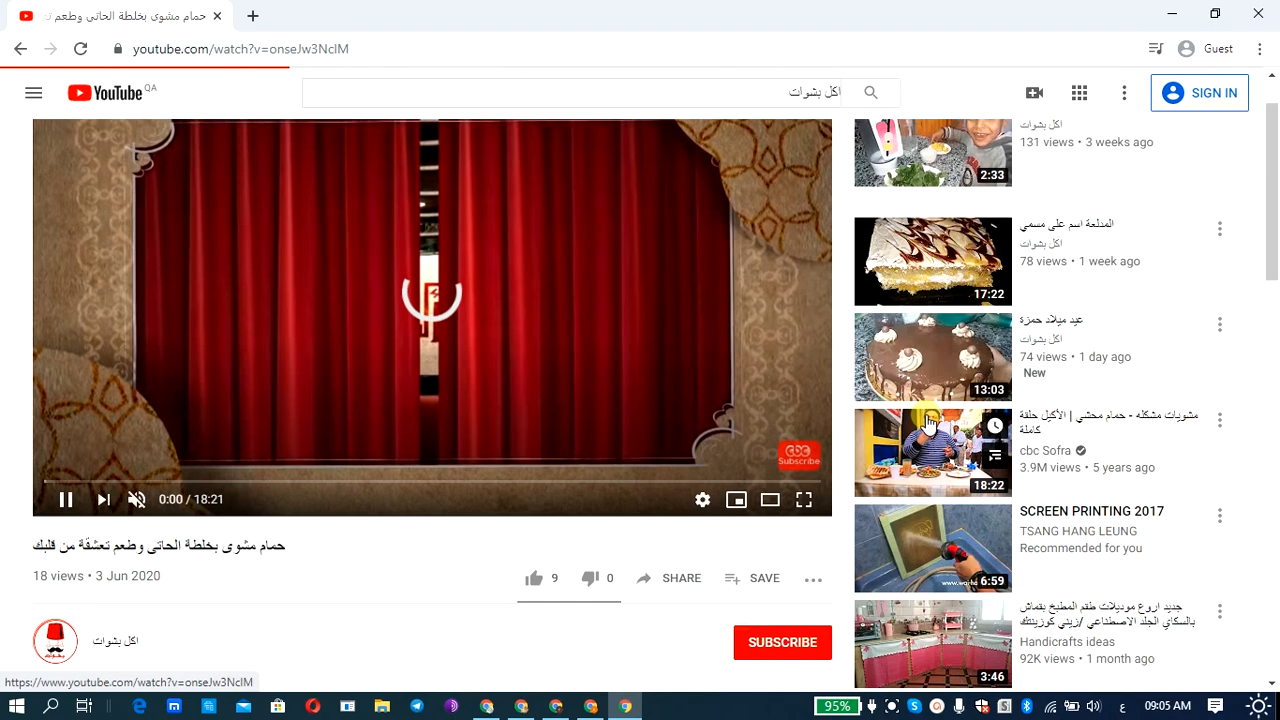 حمام مشوى بخلطة الحاتى وطعم تع
youtube.com/watch?v=onseJw3NclM
Guest
YouTube QA
اكل بشوات
SIGN IN
اكل بشوات
131 views • 3 weeks ago
2:33
المدلعة اسم على مسمي
اكل بشوات
78 views • 1 week ago
17:22
عيد ميلاد حمزة
اكل بشوات
74 views • 1 day ago
New
13:03
مشويات مشكله - حمام محشي | الأكيل حلقة
كاملة
cbc Sofra
3.9M views • 5 years ago
18:22
SCREEN PRINTING 2017
TSANG HANG LEUNG
Recommended for you
6:59
جديد اروع موديلات طقم المطبخ بقماش
بالسكاي الجلد الاصطناعي /زيني كوزينتك
Handicrafts ideas
92K views • 1 month ago
3:46
cbc
Subscribe
0:00 / 18:21
حمام مشوى بخلطة الحاتى وطعم تعشقة من قلبك
18 views • 3 Jun 2020
9
0
SHARE
SAVE
اكل بشوات
SUBSCRIBE
https://www.youtube.com/watch?v=onseJw3NclM
95%
ع
09:05 AM